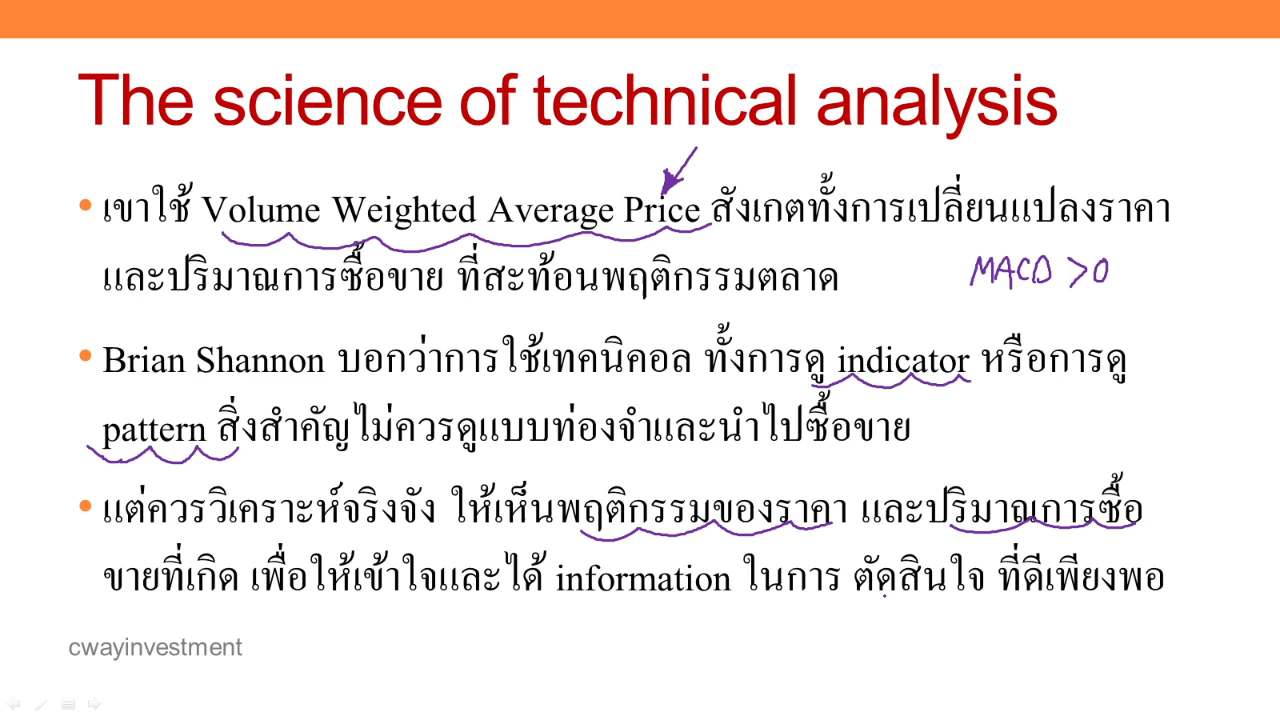 The science of technical analysis
• เขาใช้ Volume Weighted Average Price สังเกตทั้งการเปลี่ยนแปลงราคา
และปริมาณการซื้อขาย ที่สะท้อนพฤติกรรมตลาด
MACD >0
• Brian Shannon บอกว่าการใช้เทคนิคอล ทั้งการดู indicator หรือการดู
pattern สิ่งสำคัญไม่ควรดูแบบท่องจำและนำไปซื้อขาย
• แต่ควรวิเคราะห์จริงจัง ให้เห็นพฤติกรรมของราคา และปริมาณการซื้อ
ขายที่เกิด เพื่อให้เข้าใจและได้ information ในการ ตัดสินใจ ที่ดีเพียงพอ
cwayinvestment